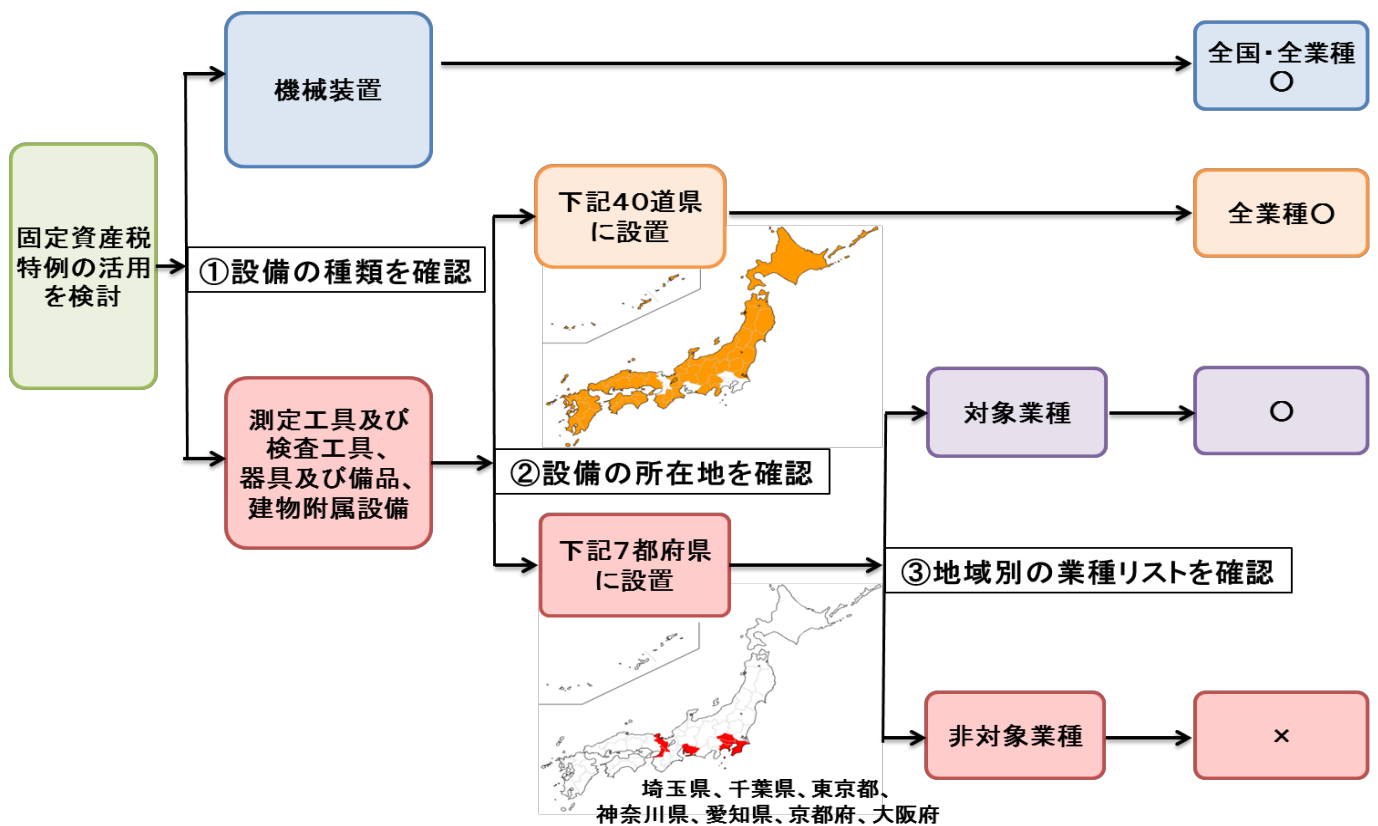 固定資産税
特例の活用
を検討
機械装置
全国・全業種
〇
①設備の種類を確認
下記40道県
に設置
全業種〇
測定工具及び
検査工具、
器具及び備品、
建物附属設備
②設備の所在地を確認
下記7都府県
に設置
埼玉県、千葉県、東京都、
神奈川県、愛知県、京都府、大阪府
対象業種
〇
③地域別の業種リストを確認
非対象業種
×